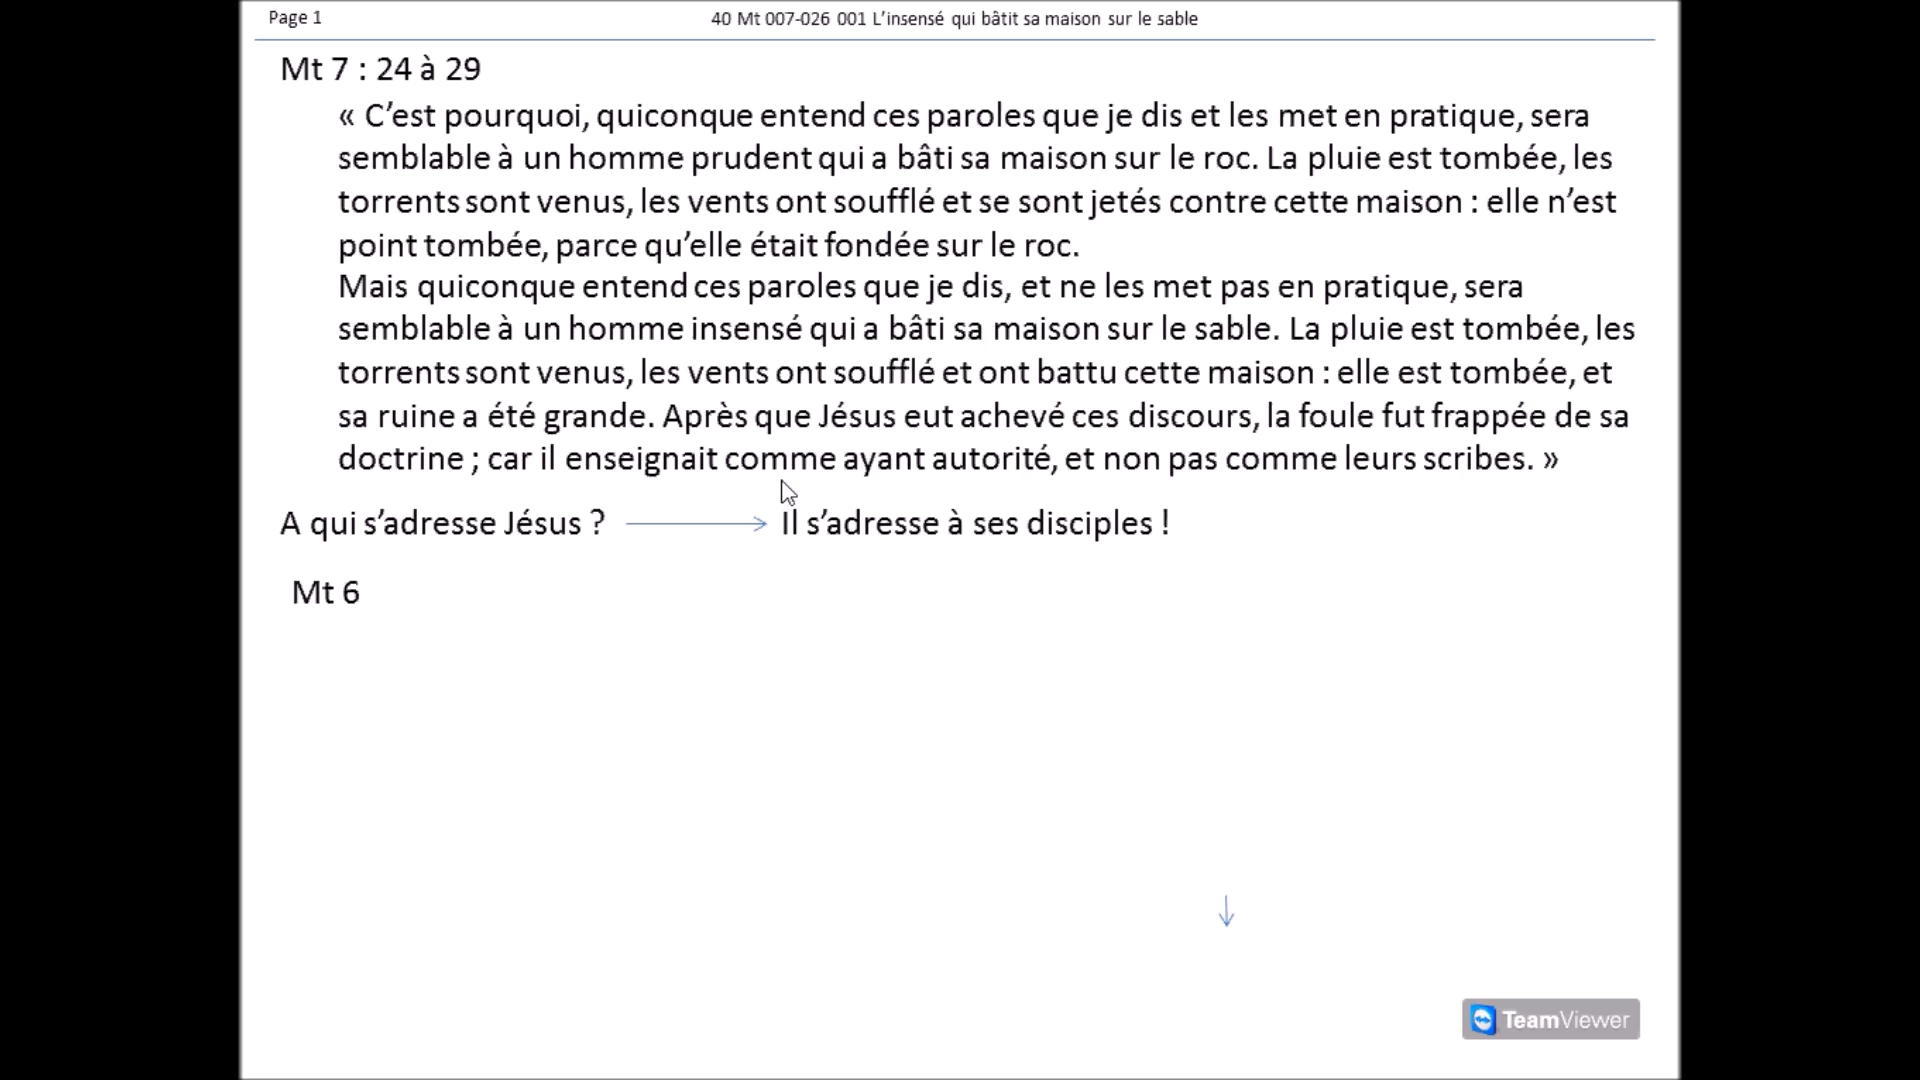 Page 1
40 Mt 007-026 001 L’insensé qui bâtit sa maison sur le sable
Mt 7 : 24 à 29
« C’est pourquoi, quiconque entend ces paroles que je dis et les met en pratique, sera
semblable à un homme prudent qui a bâti sa maison sur le roc. La pluie est tombée, les
torrents sont venus, les vents ont soufflé et se sont jetés contre cette maison : elle n’est
point tombée, parce qu’elle était fondée sur le roc.
Mais quiconque entend ces paroles que je dis, et ne les met pas en pratique, sera
semblable à un homme insensé qui a bâti sa maison sur le sable. La pluie est tombée, les
torrents sont venus, les vents ont soufflé et ont battu cette maison : elle est tombée, et
sa ruine a été grande. Après que Jésus eut achevé ces discours, la foule fut frappée de sa
doctrine ; car il enseignait comme ayant autorité, et non pas comme leurs scribes. »
A qui s’adresse Jésus ? Il s’adresse à ses disciples !
Mt 6
TeamViewer